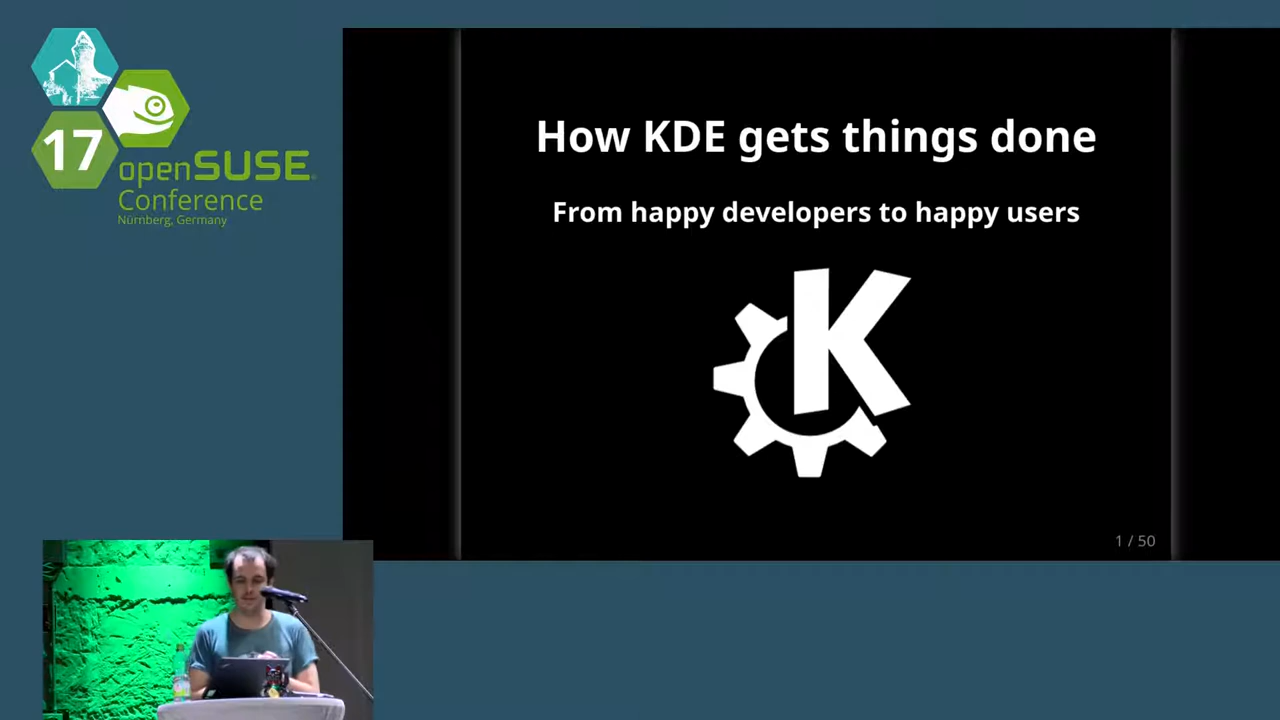 17
openSUSE
Conference
Nürnberg, Germany
How KDE gets things done
From happy developers to happy users
K
1 / 50